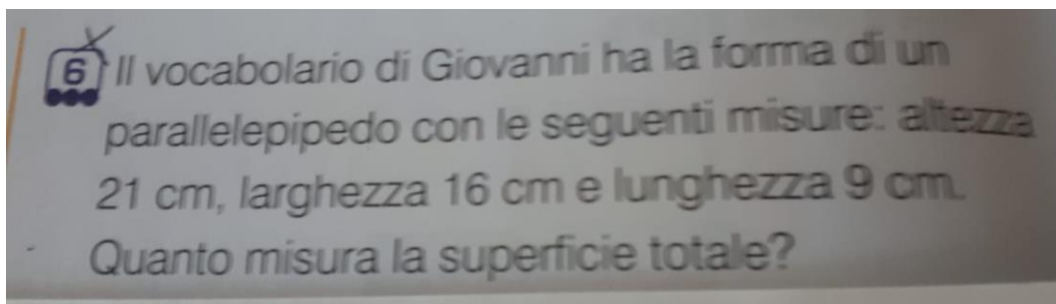 6 Il vocabolario di Giovanni ha la forma di un
parallelepipedo con le seguenti misure: altezza
21 cm, larghezza 16 cm e lunghezza 9 cm.
Quanto misura la superficie totale?